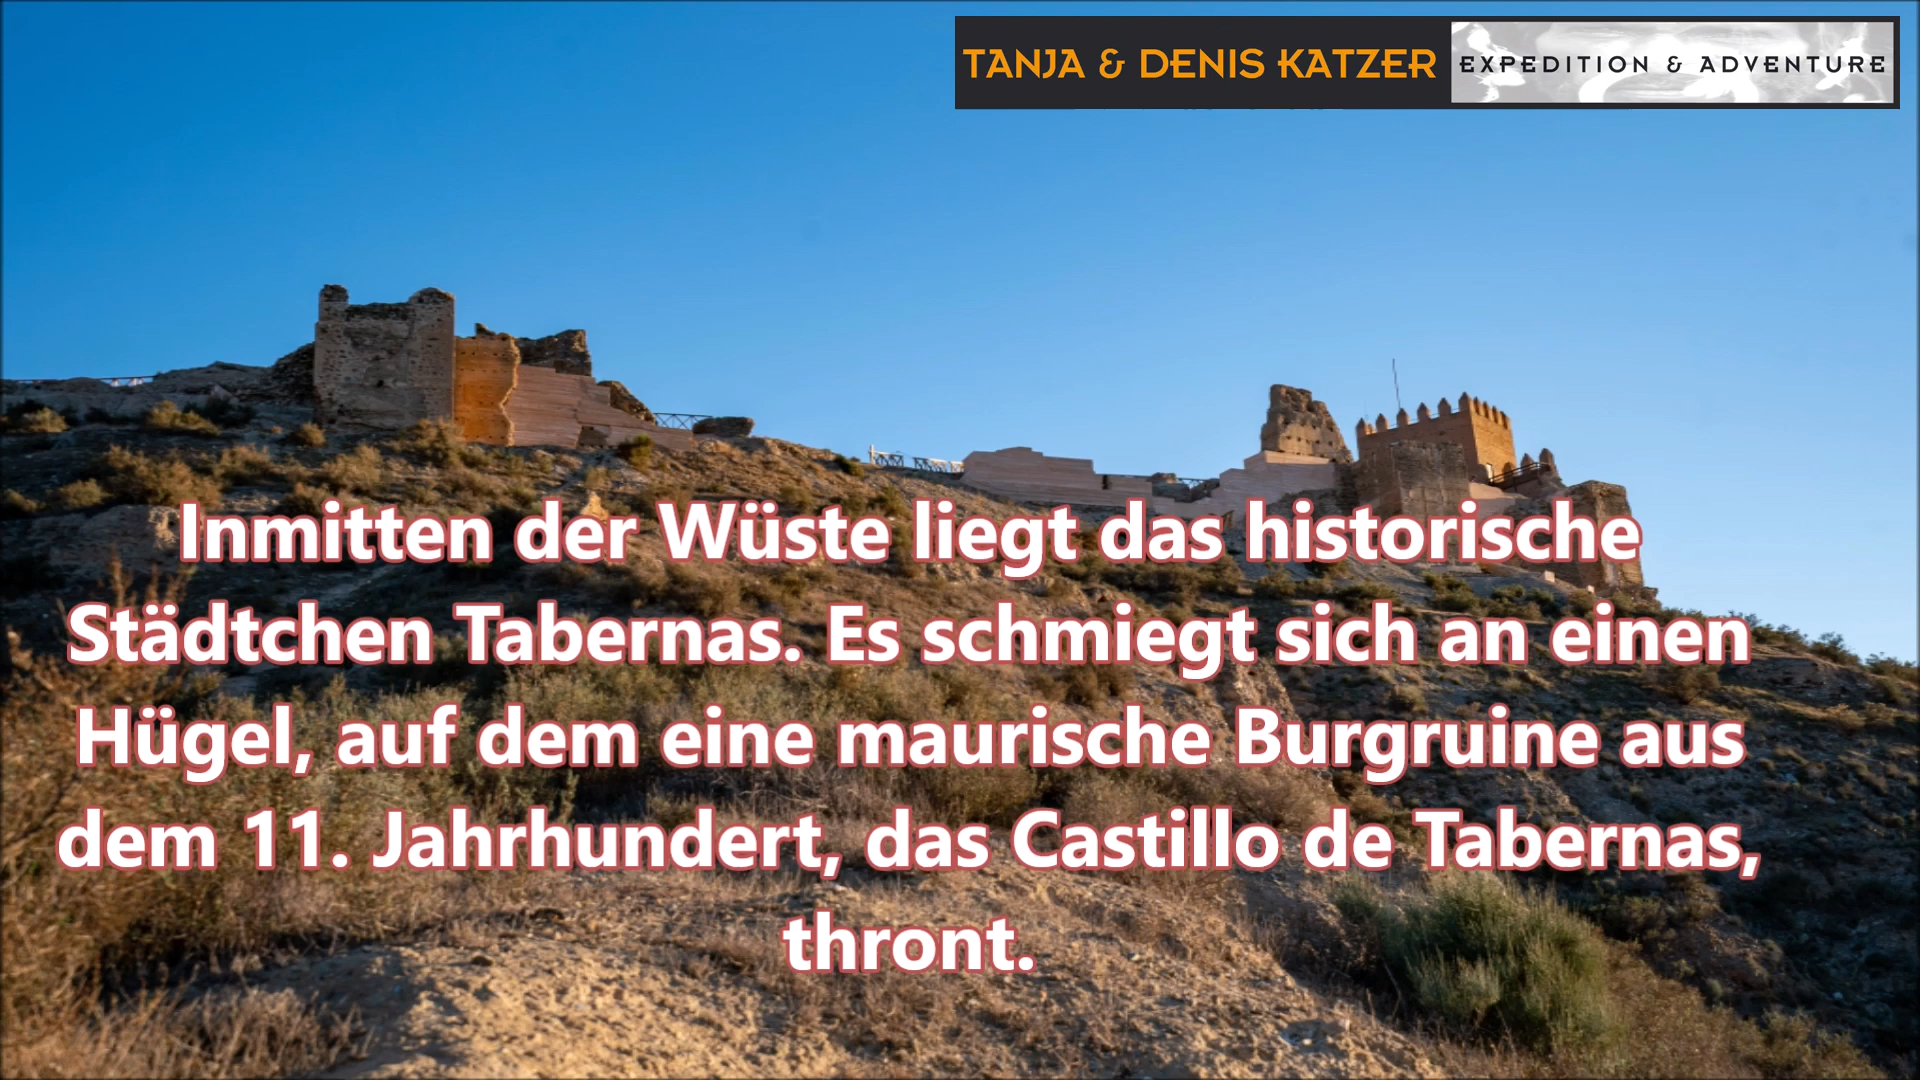 TANJA & DENIS KATZER EXPEDITION & ADVENTURE
Inmitten der Wüste liegt das historische
Städtchen Tabernas. Es schmiegt sich an einen
Hügel, auf dem eine maurische Burgruine aus
dem 11. Jahrhundert, das Castillo de Tabernas,
thront.